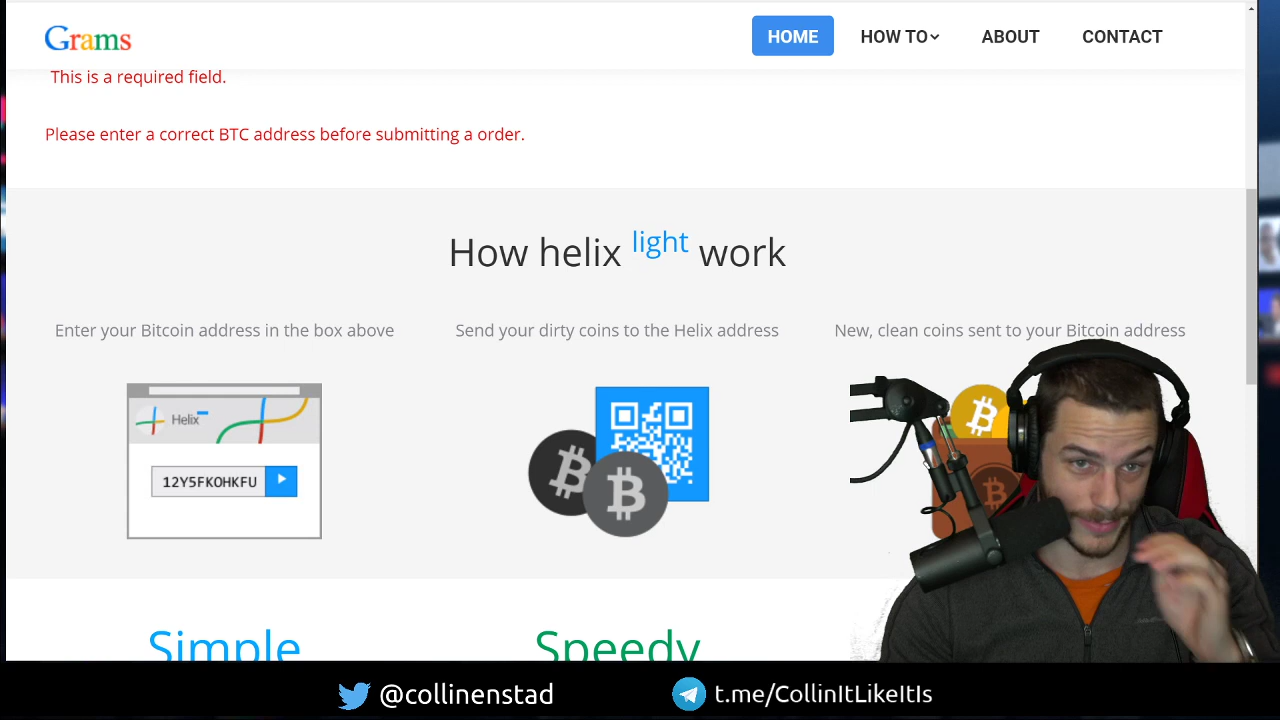 Grams
HOME HOW TO ABOUT CONTACT
This is a required field.
Please enter a correct BTC address before submitting a order.
How helix light work
Enter your Bitcoin address in the box above
Send your dirty coins to the Helix address
New, clean coins sent to your Bitcoin address
Helix
12Y5FKOHKFU
Simple
Speedy
@collinenstad
t.me/CollinItLikeItIs